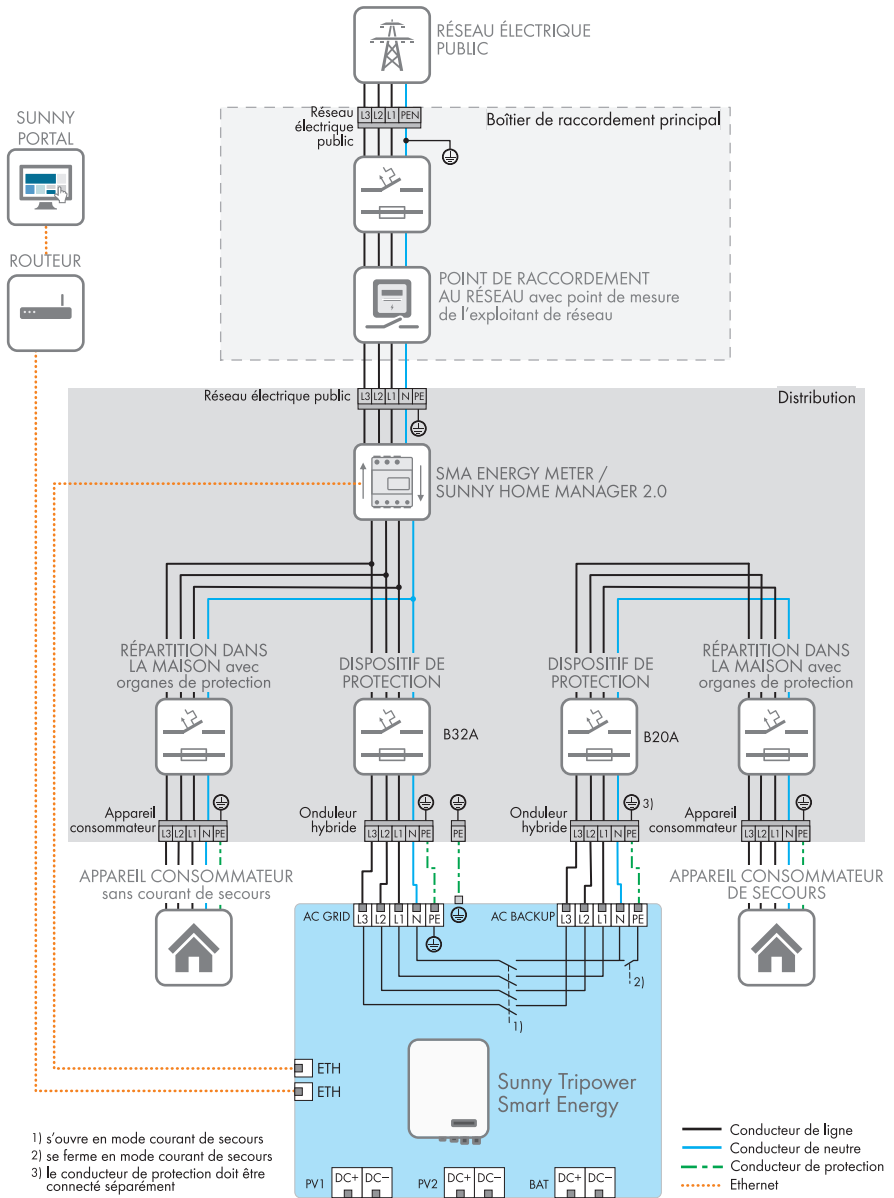 RÉSEAU ÉLECTRIQUE
PUBLIC
SUNNY
PORTAL
ROUTEUR
Réseau
électrique
public
L3 L2 L1 PEN
Boîtier de raccordement principal
POINT DE RACCORDEMENT
AU RÉSEAU avec point de mesure
de l'exploitant de réseau
Réseau électrique public
L3 L2 L1 N PE
Distribution
SMA ENERGY METER /
SUNNY HOME MANAGER 2.0
RÉPARTITION DANS
LA MAISON avec
organes de protection
DISPOSITIF DE
PROTECTION
DISPOSITIF DE
PROTECTION
RÉPARTITION DANS
LA MAISON avec
organes de protection
B32A
B20A
Appareil
consommateur
L3 L2 L1 N PE
Onduleur
hybride
L3 L2 L1 N PE
PE
Onduleur
hybride
L3 L2 L1 N PE
3)
Appareil
consommateur
L3 L2 L1 N PE
APPAREIL CONSOMMATEUR
sans courant de secours
APPAREIL CONSOMMATEUR
DE SECOURS
AC GRID
L3 L2 L1 N PE
AC BACKUP
L3 L2 L1 N PE
2)
1)
ETH
ETH
Sunny Tripower
Smart Energy
1) s'ouvre en mode courant de secours
2) se ferme en mode courant de secours
3) le conducteur de protection doit être
connecté séparément
PV1 DC+ DC−
PV2 DC+ DC−
BAT DC+ DC−
Conducteur de ligne
Conducteur de neutre
Conducteur de protection
Ethernet